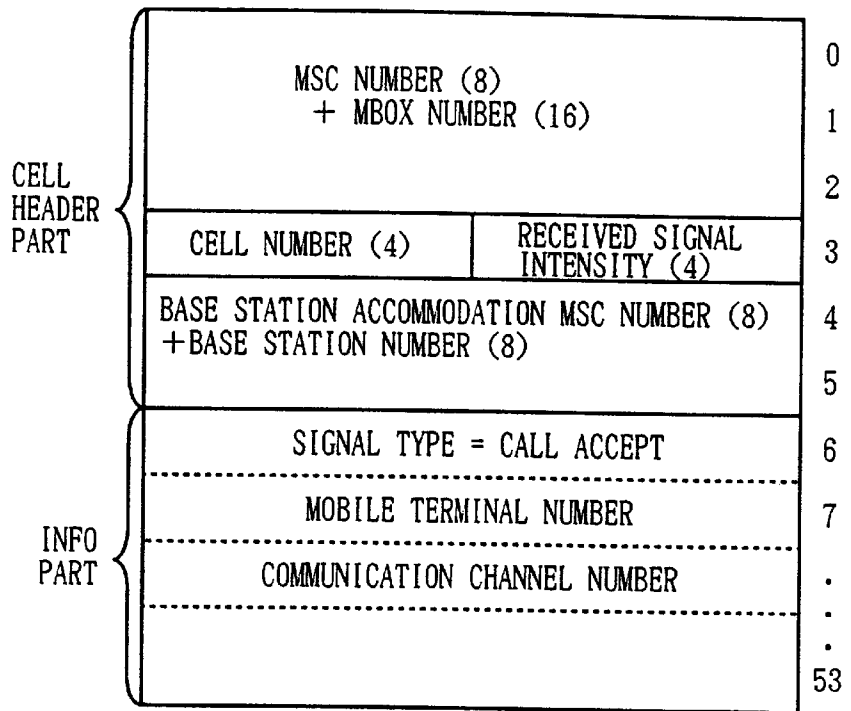 MSC NUMBER (8)
+ MBOX NUMBER (16)
0
1
2
CELL
HEADER
PART
CELL NUMBER (4)
RECEIVED SIGNAL
INTENSITY (4)
3
BASE STATION ACCOMMODATION MSC NUMBER (8)
+BASE STATION NUMBER (8)
4
5
SIGNAL TYPE = CALL ACCEPT
6
MOBILE TERMINAL NUMBER
7
INFO
PART
COMMUNICATION CHANNEL NUMBER
.
.
.
53